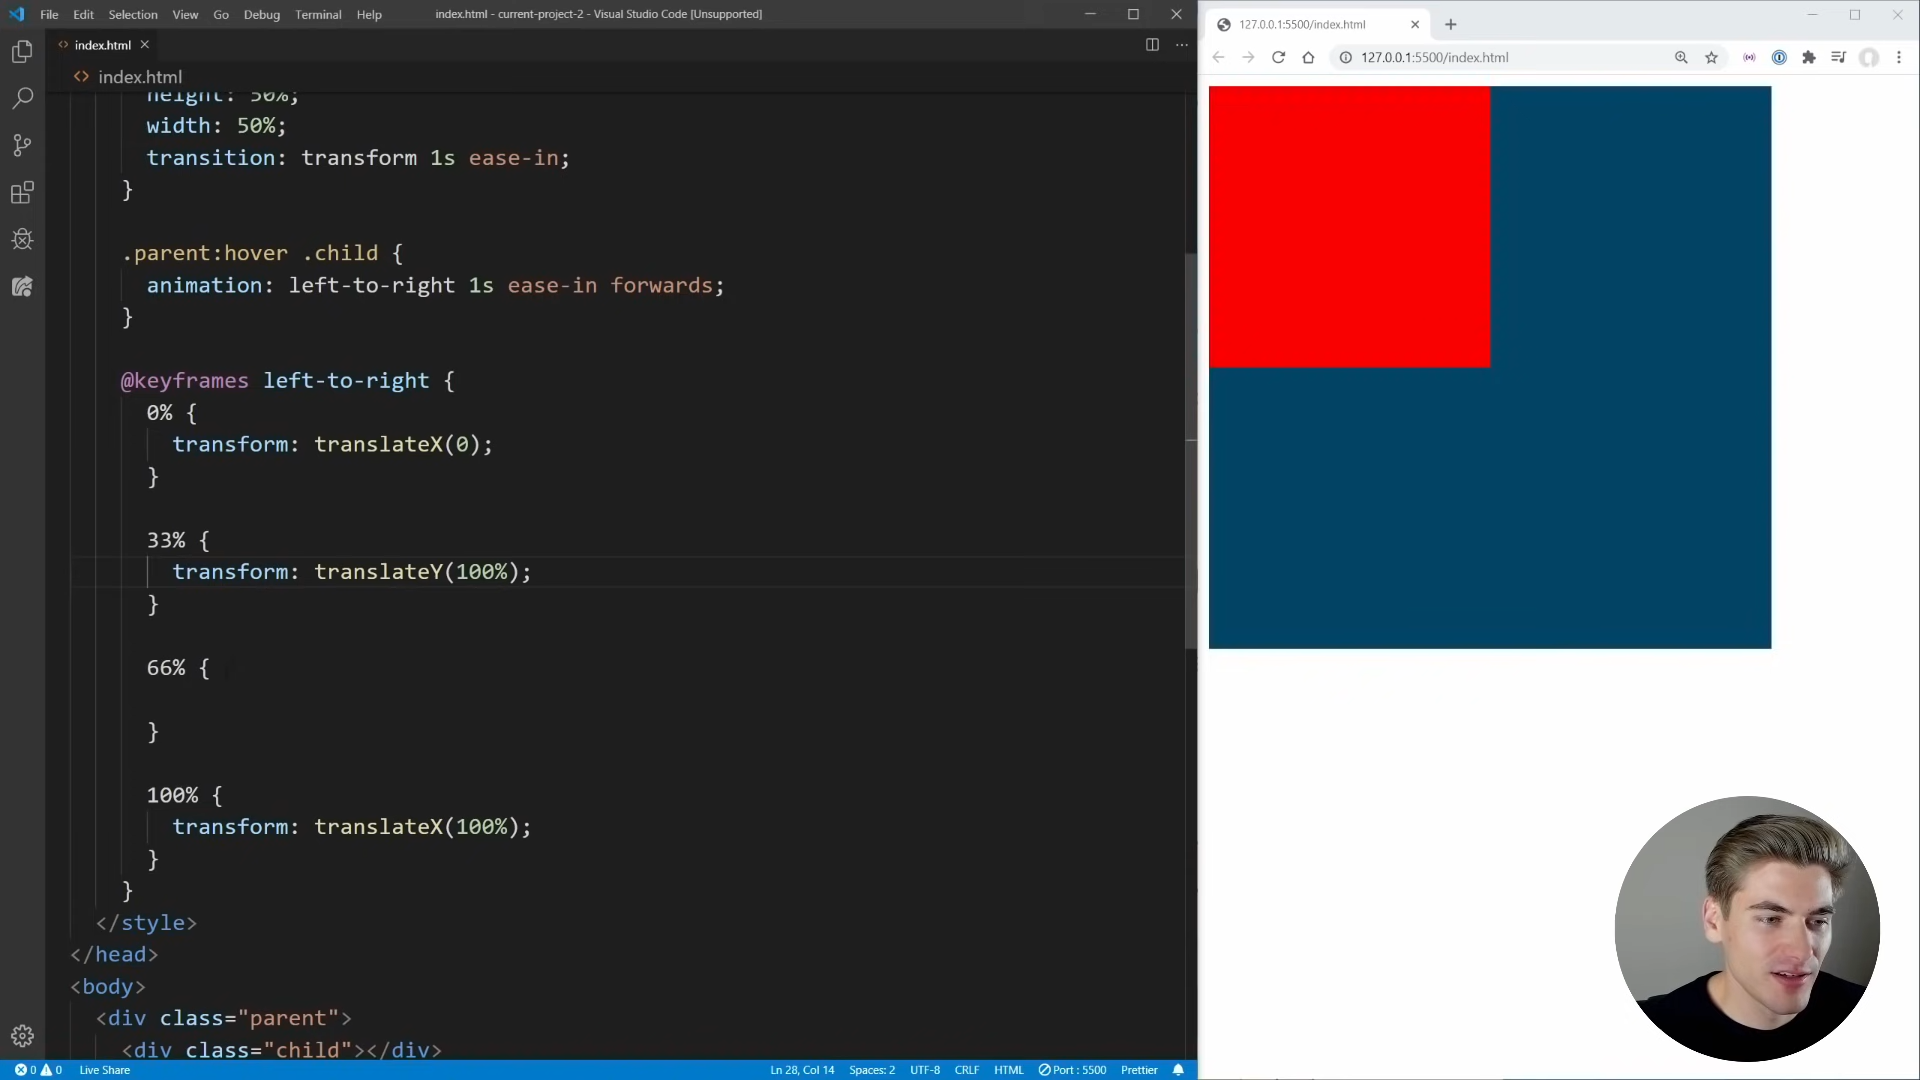 File Edit Selection View Go Debug Terminal Help
index.html - current-project-2 - Visual Studio Code [Unsupported]
index.html
index.html
height: 50%;
width: 50%;
transition: transform 1s ease-in;
}
.parent:hover .child {
animation: left-to-right 1s ease-in forwards;
}
@keyframes left-to-right {
0% {
transform: translateX(0);
}
33% {
transform: translateY(100%);
}
66% {
}
100% {
transform: translateX(100%);
}
}
</style>
</head>
<body>
<div class="parent">
<div class="child"></div>
0 0 Live Share
Ln 28, Col 14 Spaces: 2 UTF-8 CRLF HTML Port : 5500 Prettier
127.0.0.1:5500/index.html
127.0.0.1:5500/index.html